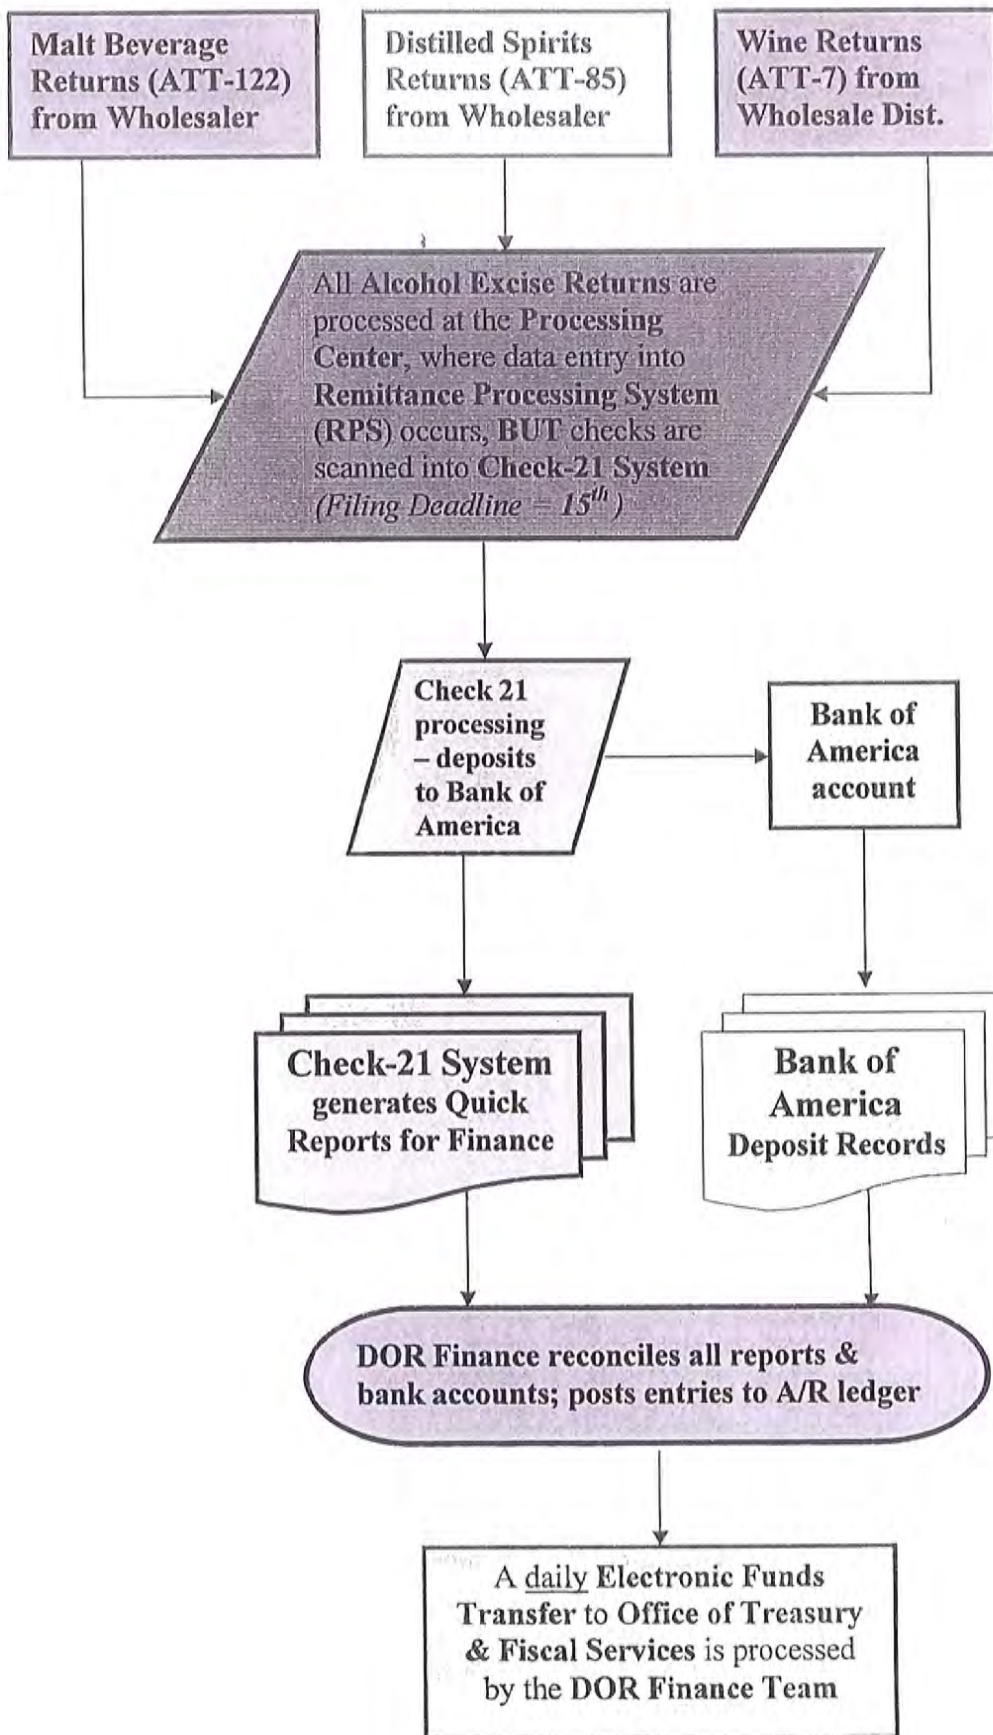 Malt Beverage
Returns (ATT-122)
from Wholesaler
Distilled Spirits
Returns (ATT-85)
from Wholesaler
Wine Returns
(ATT-7) from
Wholesale Dist.
All Alcohol Excise Returns are
processed at the Processing
Center, where data entry into
Remittance Processing System
(RPS) occurs, BUT checks are
scanned into Check-21 System
(Filing Deadline = 15th)
Check 21
processing
– deposits
to Bank of
America
Bank of
America
account
Check-21 System
generates Quick
Reports for Finance
Bank of
America
Deposit Records
DOR Finance reconciles all reports &
bank accounts; posts entries to A/R ledger
A daily Electronic Funds
Transfer to Office of Treasury
& Fiscal Services is processed
by the DOR Finance Team